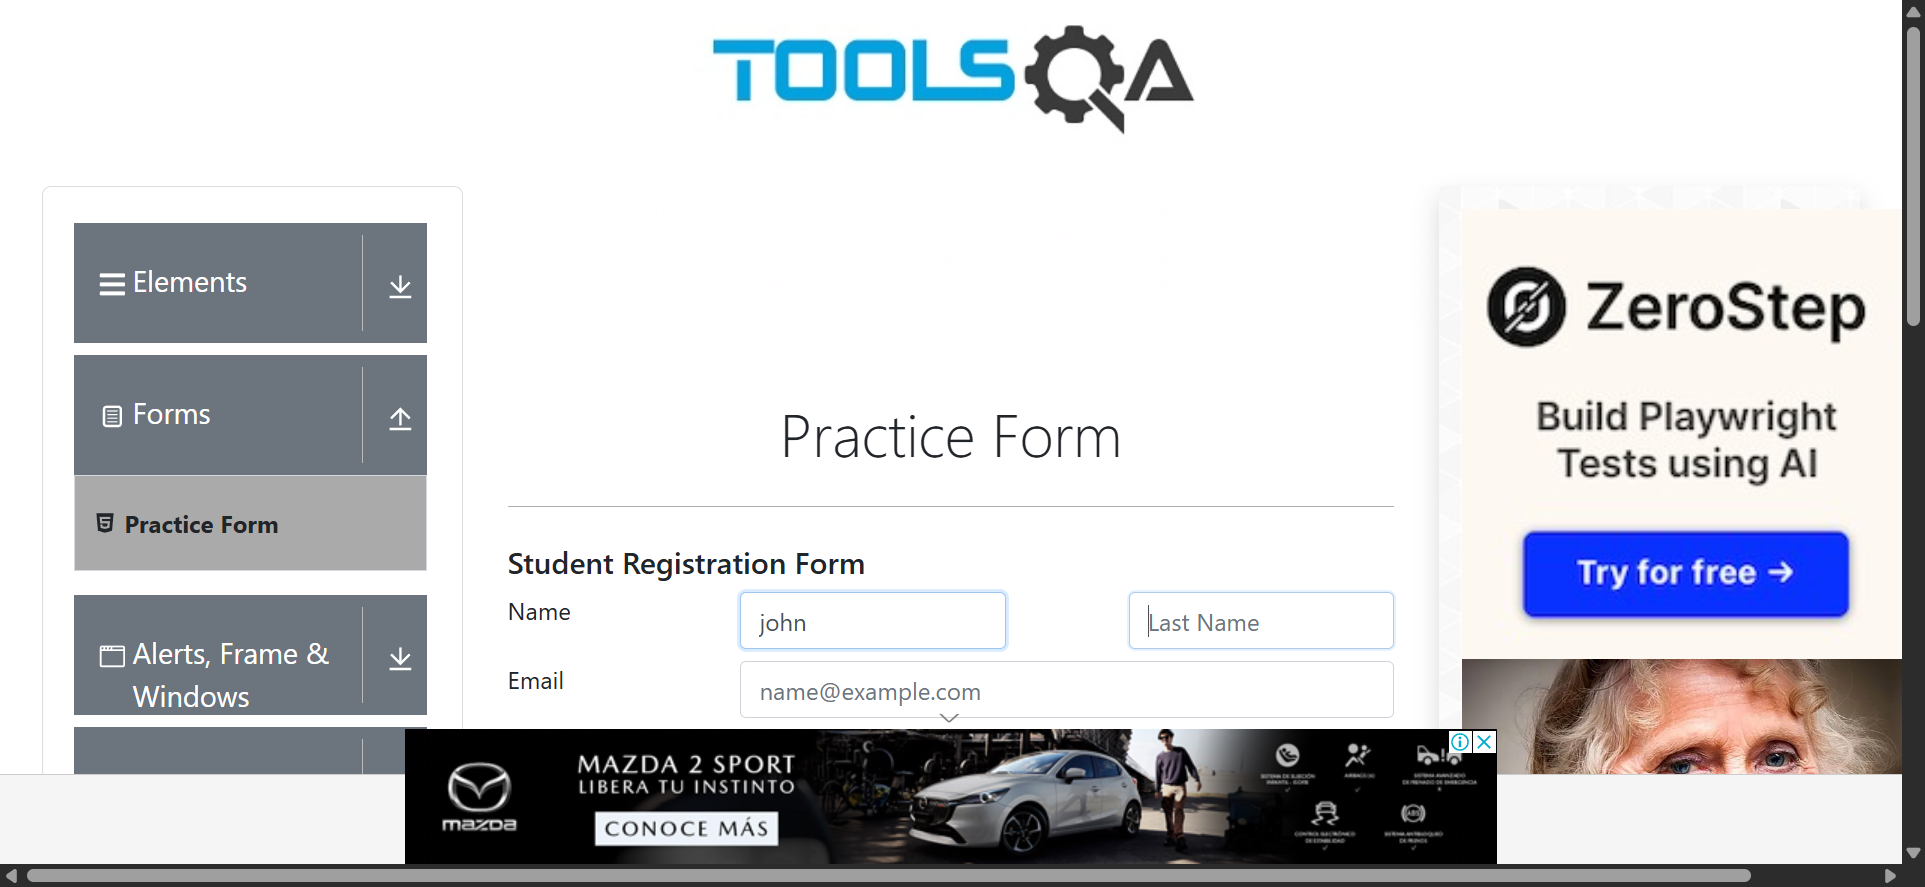 TOOLSQA
Elements
Forms
Practice Form
Alerts, Frame &
Windows
Practice Form
Student Registration Form
Name
john
Last Name
Email
name@example.com
ZeroStep
Build Playwright
Tests using AI
Try for free →
mazda
MAZDA 2 SPORT
LIBERA TU INSTINTO
CONOCE MÁS
ABS